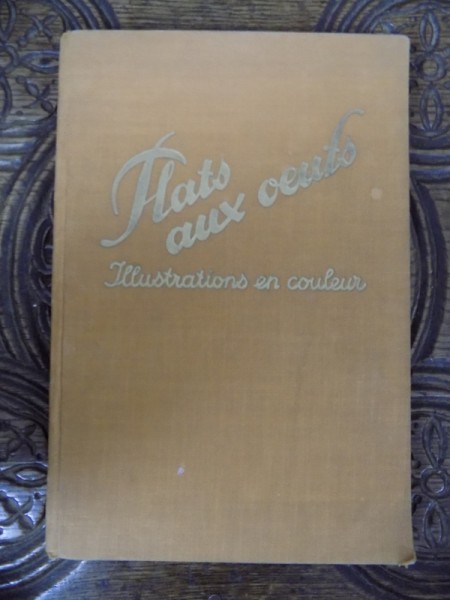 Plats
aux oeufs
Illustrations en couleur